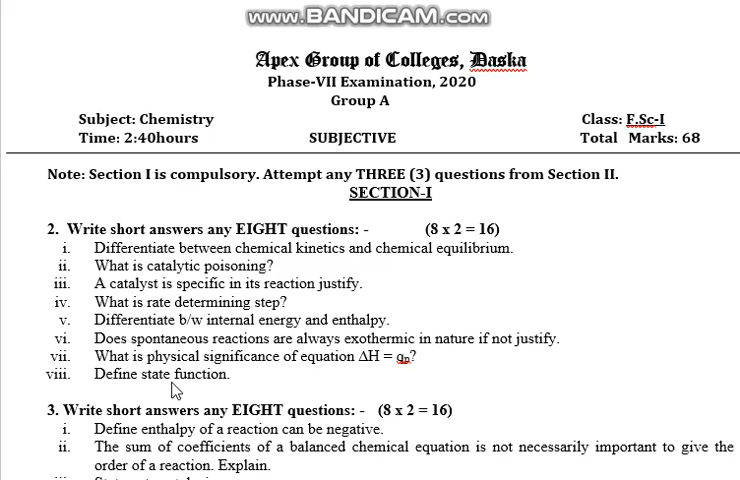 www.BANDICAM.com
Apex Group of Colleges, Daska
Phase-VII Examination, 2020
Group A
Subject: Chemistry Class: F.Sc-I
Time: 2:40hours SUBJECTIVE Total Marks: 68
Note: Section I is compulsory. Attempt any THREE (3) questions from Section II.
SECTION-I
2. Write short answers any EIGHT questions: - (8 x 2 = 16)
i. Differentiate between chemical kinetics and chemical equilibrium.
ii. What is catalytic poisoning?
iii. A catalyst is specific in its reaction justify.
iv. What is rate determining step?
v. Differentiate b/w internal energy and enthalpy.
vi. Does spontaneous reactions are always exothermic in nature if not justify.
vii. What is physical significance of equation ΔH = qp?
viii. Define state function.
3. Write short answers any EIGHT questions: - (8 x 2 = 16)
i. Define enthalpy of a reaction can be negative.
ii. The sum of coefficients of a balanced chemical equation is not necessarily important to give the
order of a reaction. Explain.